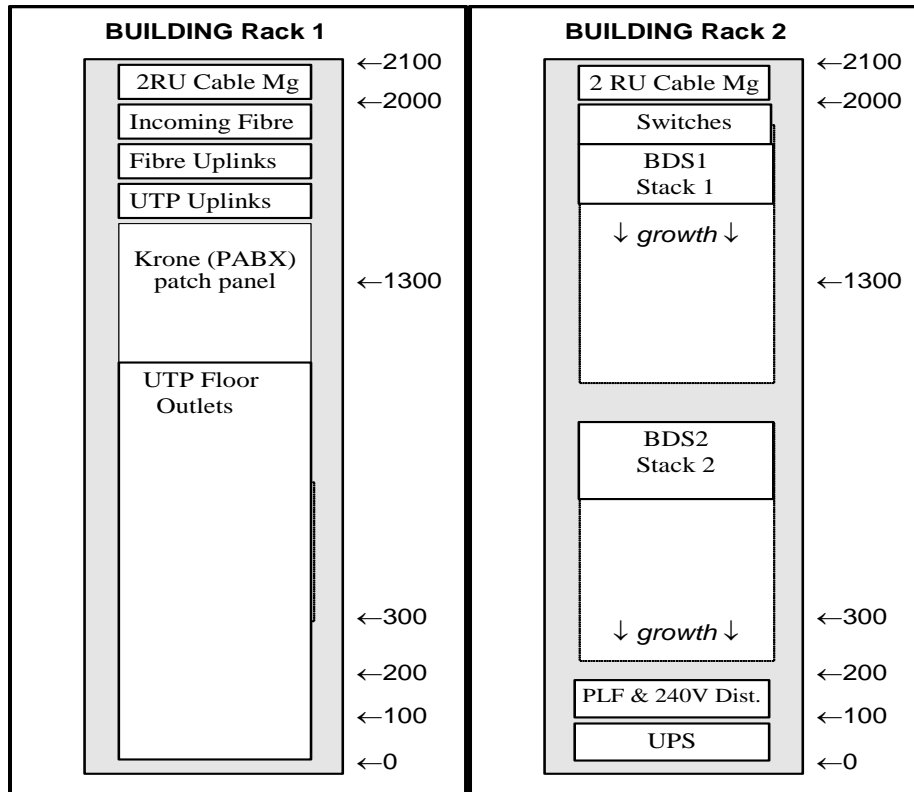 BUILDING Rack 1
2RU Cable Mg
Incoming Fibre
Fibre Uplinks
UTP Uplinks
Krone (PABX)
patch panel
UTP Floor
Outlets
←2100
←2000
←1300
←300
←200
←100
←0
BUILDING Rack 2
2 RU Cable Mg
Switches
BDS1
Stack 1
↓ growth ↓
BDS2
Stack 2
↓ growth ↓
PLF & 240V Dist.
UPS
←2100
←2000
←1300
←300
←200
←100
←0